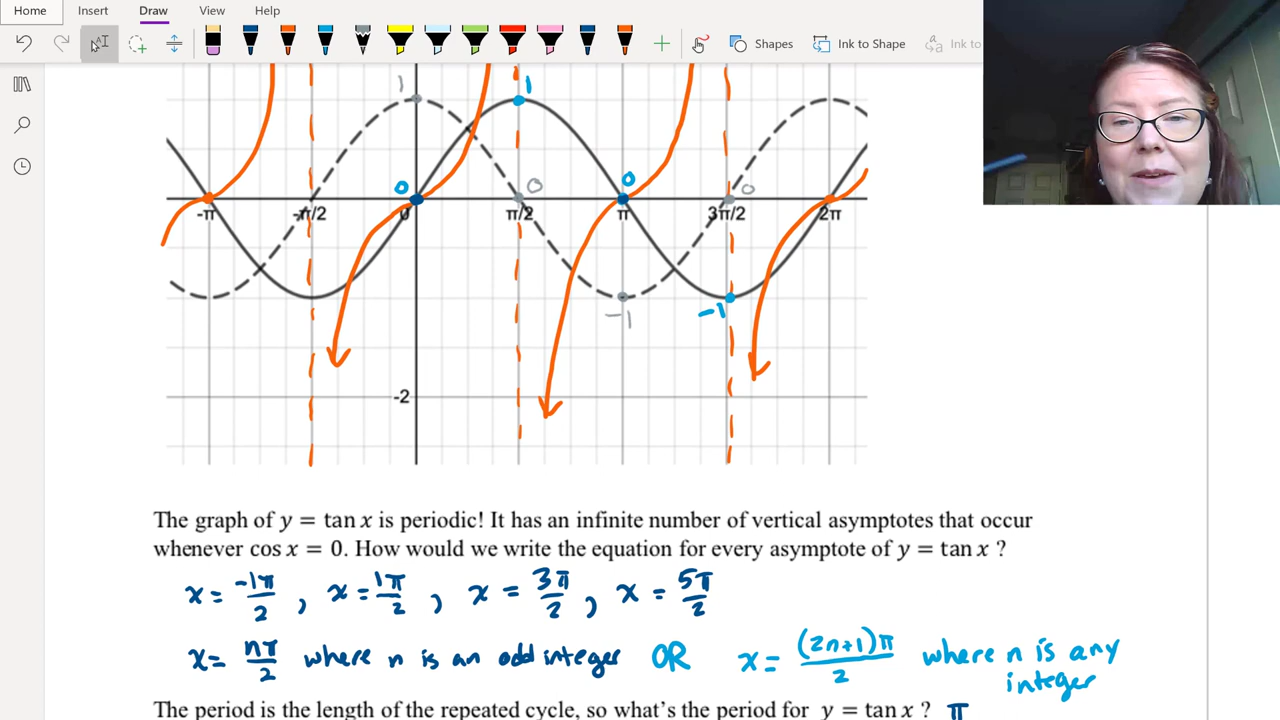 Home Insert Draw View Help
Shapes Ink to Shape Ink to
1 1
0 0 0 0
-π -π/2 0 π/2 π 3π/2 2π
-1 -1
-2
The graph of y = tan x is periodic! It has an infinite number of vertical asymptotes that occur
whenever cos x = 0. How would we write the equation for every asymptote of y = tan x ?
x = -1π/2 , x = 1π/2 , x = 3π/2 , x = 5π/2
x = nπ/2 where n is an odd integer OR x = (2n+1)π/2 where n is any
integer
The period is the length of the repeated cycle, so what's the period for y = tan x ? π